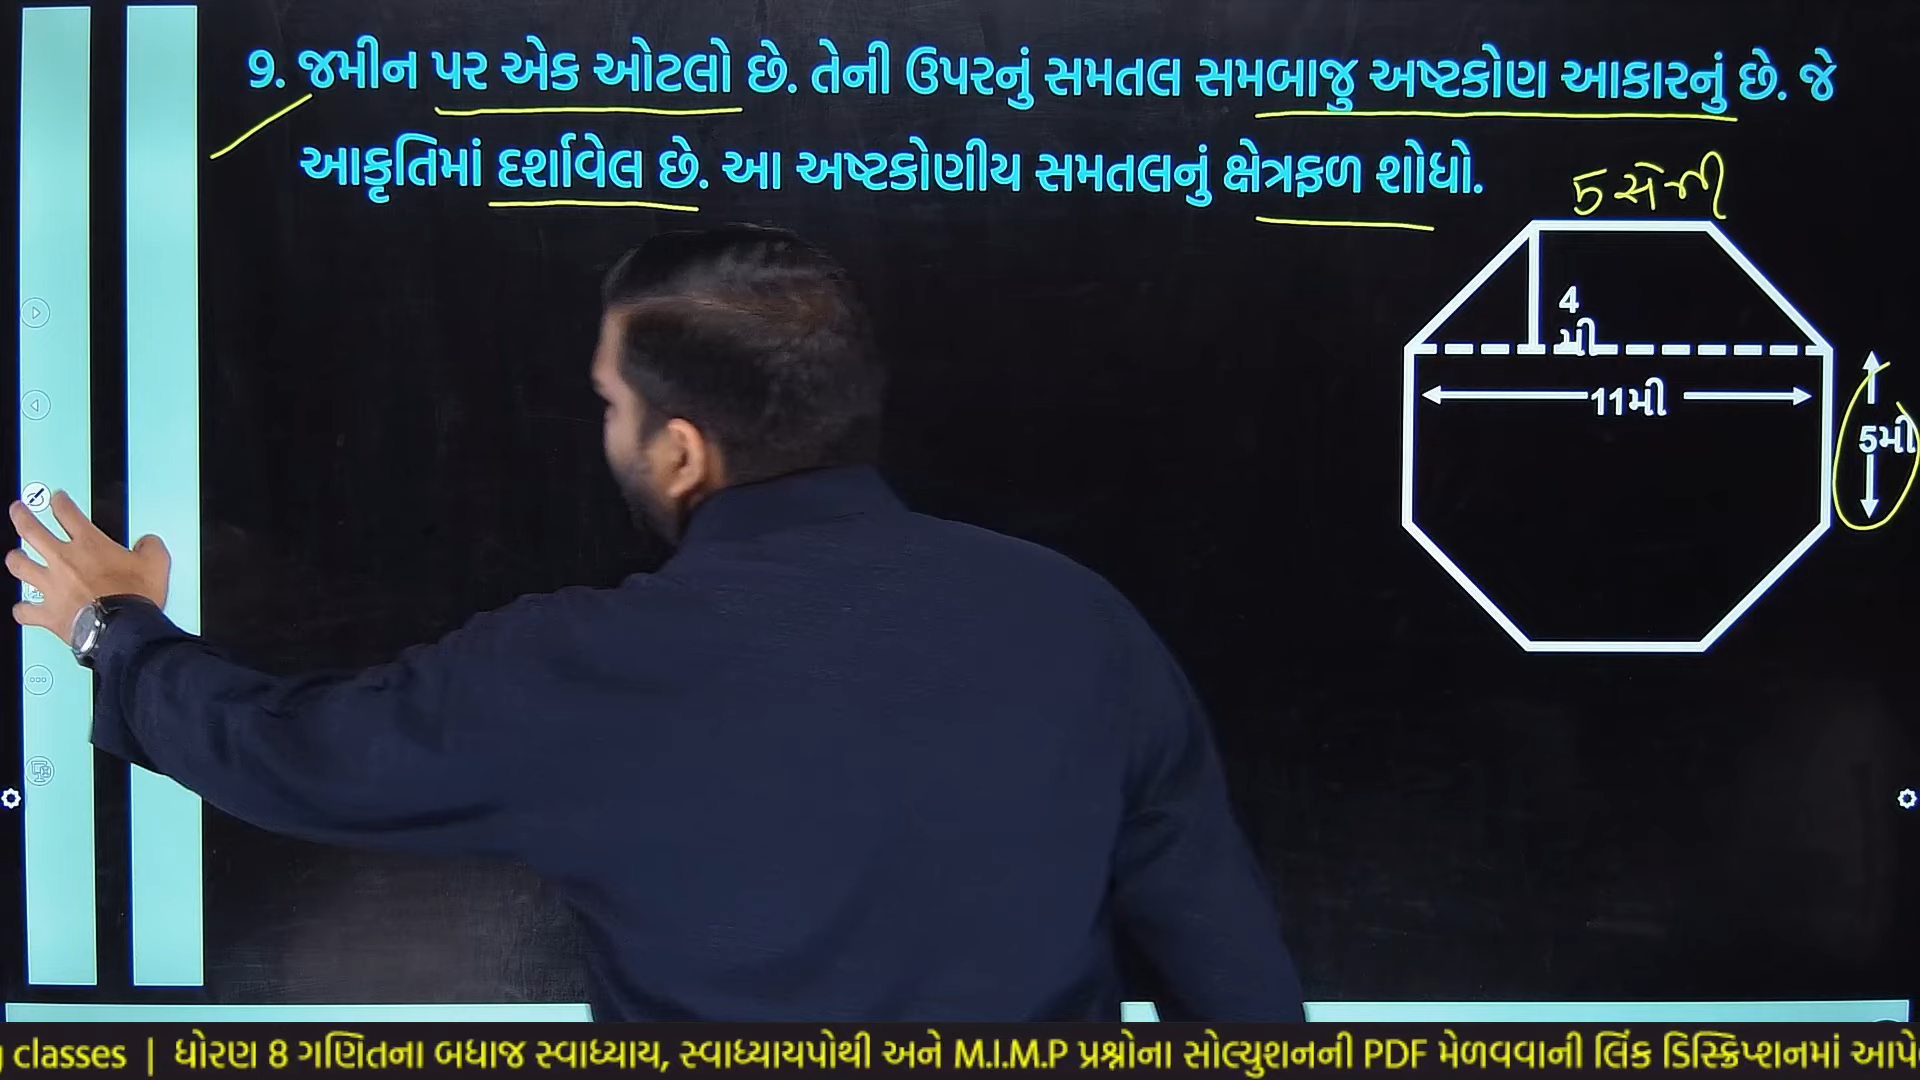 9. જમીન પર એક ઓટલો છે. તેની ઉપરનું સમતલ સમબાજુ અષ્ટકોણ આકારનું છે. જે
આકૃતિમાં દર્શાવેલ છે. આ અષ્ટકોણીય સમતલનું ક્ષેત્રફળ શોધો.
5 સેમી
4
મી
11મી
5મી
classes | ધોરણ 8 ગણિતના બધાજ સ્વાધ્યાય, સ્વાધ્યાયપોથી અને M.I.M.P પ્રશ્નોના સોલ્યુશનની PDF મેળવવાની લિંક ડિસ્ક્રિપ્શનમાં